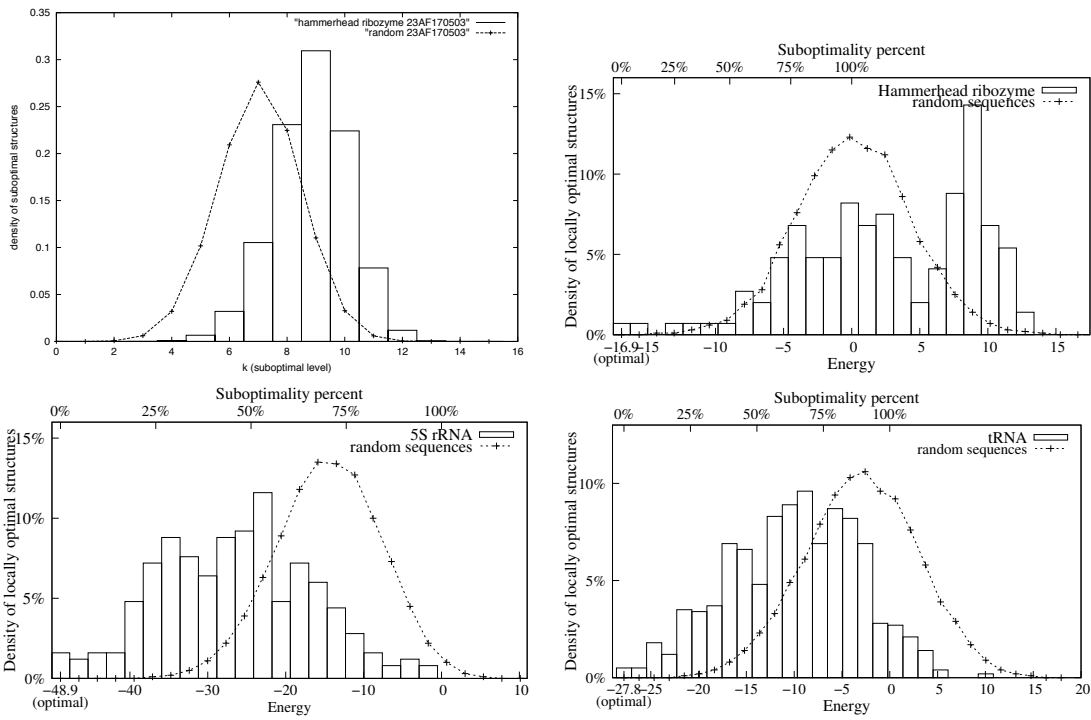 "hammerhead ribozyme 23AF170503"
"random 23AF170503"
density of suboptimal structures
0.35
0.3
0.25
0.2
0.15
0.1
0.05
0
0 2 4 6 8 10 12 14 16
k (suboptimal level)
Suboptimality percent
0% 25% 50% 75% 100%
Hammerhead ribozyme
random sequences
Density of locally optimal structures
15%
10%
5%
0%
−16.9 −15 −10 −5 0 5 10 15
(optimal)
Energy
Suboptimality percent
0% 25% 50% 75% 100%
5S rRNA
random sequences
Density of locally optimal structures
15%
10%
5%
0%
−48.9 −40 −30 −20 −10 0 10
(optimal)
Energy
Suboptimality percent
0% 25% 50% 75% 100%
tRNA
random sequences
Density of locally optimal structures
10%
5%
0%
−27.8 −25 −20 −15 −10 −5 0 5 10 15 20
(optimal)
Energy